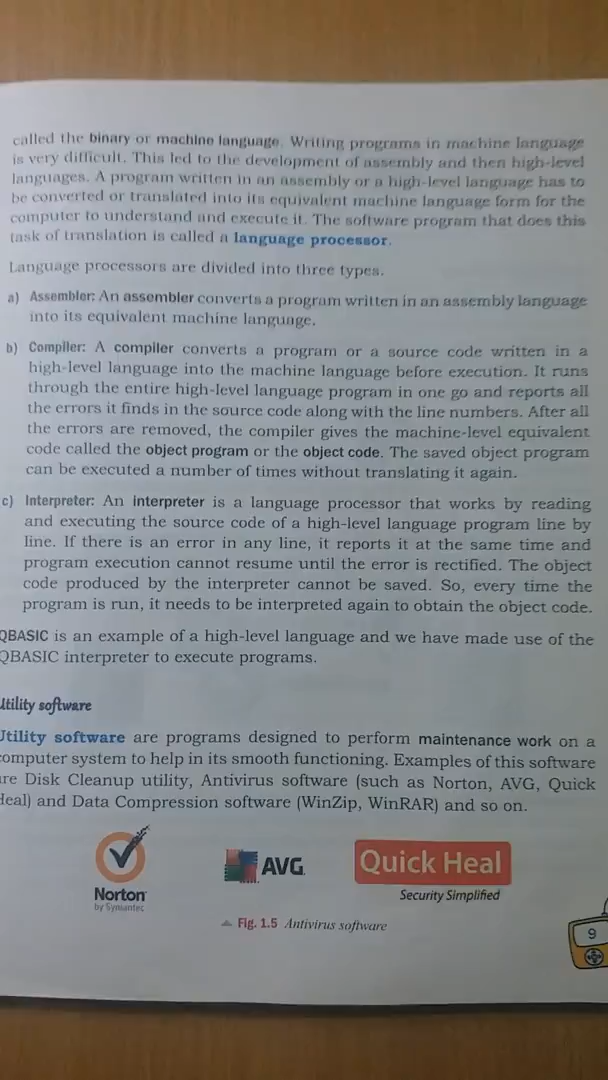 called the binary or machine language. Writing programs in machine language
is very difficult. This led to the development of assembly and then high-level
languages. A program written in an assembly or a high-level language has to
be converted or translated into its equivalent machine language form for the
computer to understand and execute it. The software program that does this
task of translation is called a language processor.
Language processors are divided into three types.
a) Assembler: An assembler converts a program written in an assembly language
into its equivalent machine language.
b) Compiler: A compiler converts a program or a source code written in a
high-level language into the machine language before execution. It runs
through the entire high-level language program in one go and reports all
the errors it finds in the source code along with the line numbers. After all
the errors are removed, the compiler gives the machine-level equivalent
code called the object program or the object code. The saved object program
can be executed a number of times without translating it again.
c) Interpreter: An interpreter is a language processor that works by reading
and executing the source code of a high-level language program line by
line. If there is an error in any line, it reports it at the same time and
program execution cannot resume until the error is rectified. The object
code produced by the interpreter cannot be saved. So, every time the
program is run, it needs to be interpreted again to obtain the object code.
QBASIC is an example of a high-level language and we have made use of the
QBASIC interpreter to execute programs.
Utility software
Utility software are programs designed to perform maintenance work on a
computer system to help in its smooth functioning. Examples of this software
are Disk Cleanup utility, Antivirus software (such as Norton, AVG, Quick
Heal) and Data Compression software (WinZip, WinRAR) and so on.
Norton
by Symantec
AVG
Quick Heal
Security Simplified
Fig. 1.5 Antivirus software
9